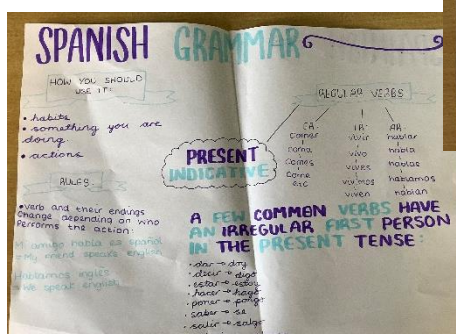 SPANISH GRAMMAR
HOW YOU SHOULD
USE IT:
• habits
• something you are
doing
• actions
RULES
• verb and their endings
change depending on who
performs the action:
Mi amigo habla es español
= My friend speaks english
Hablamos inglés
= We speak english
PRESENT
INDICATIVE
REGULAR VERBS
ER
comer
coma
comes
come
etc
IR
vivir
vivo
vives
vivimos
viven
AR
hablar
habla
hablas
hablamos
hablan
A FEW COMMON VERBS HAVE
AN IRREGULAR FIRST PERSON
IN THE PRESENT TENSE:
• dar → doy
• decir → digo
• estar → estoy
• hacer → hago
• poner → pongo
• saber → se
• salir → salgo